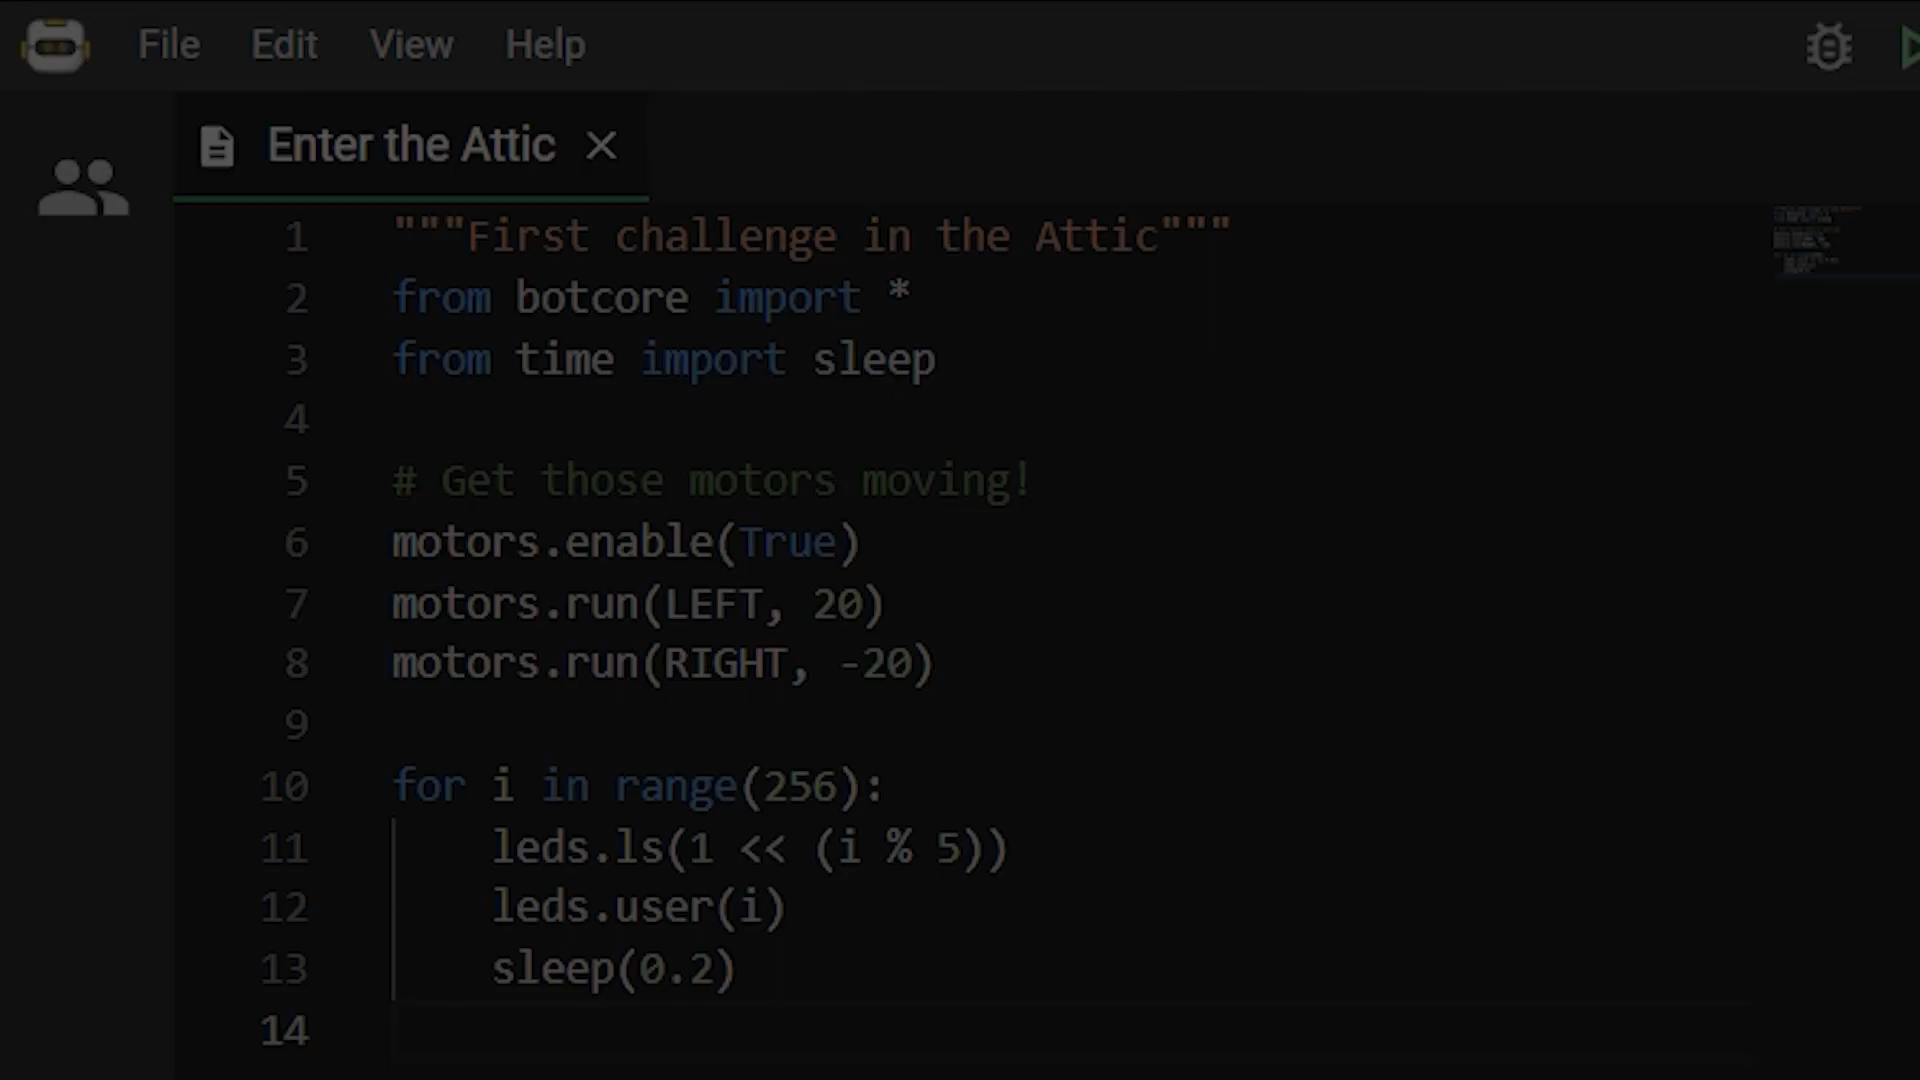 File Edit View Help
Enter the Attic
1 """First challenge in the Attic"""
2 from botcore import *
3 from time import sleep
4
5 # Get those motors moving!
6 motors.enable(True)
7 motors.run(LEFT, 20)
8 motors.run(RIGHT, -20)
9
10 for i in range(256):
11     leds.ls(1 << (i % 5))
12     leds.user(i)
13     sleep(0.2)
14